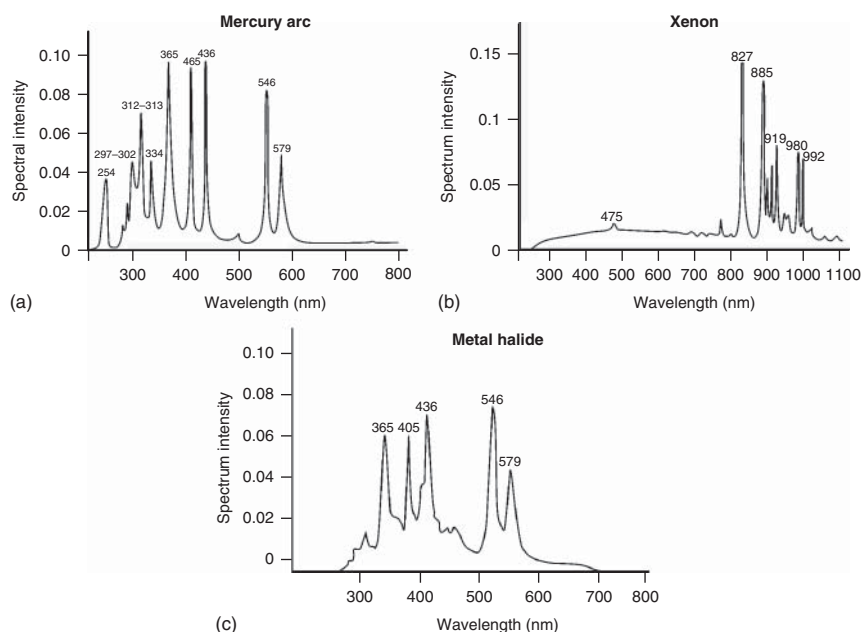 Mercury arc
Spectral intensity
0.10
0.08
0.06
0.04
0.02
0
254
297–302
312–313
334
365
465
436
546
579
300 400 500 600 700 800
Wavelength (nm)
(a)
Xenon
Spectrum intensity
0.15
0.1
0.05
0
475
827
885
919
980
992
300 400 500 600 700 800 900 1000 1100
Wavelength (nm)
(b)
Metal halide
Spectrum intensity
0.10
0.08
0.06
0.04
0.02
0
365
405
436
546
579
300 400 500 600 700 800
Wavelength (nm)
(c)